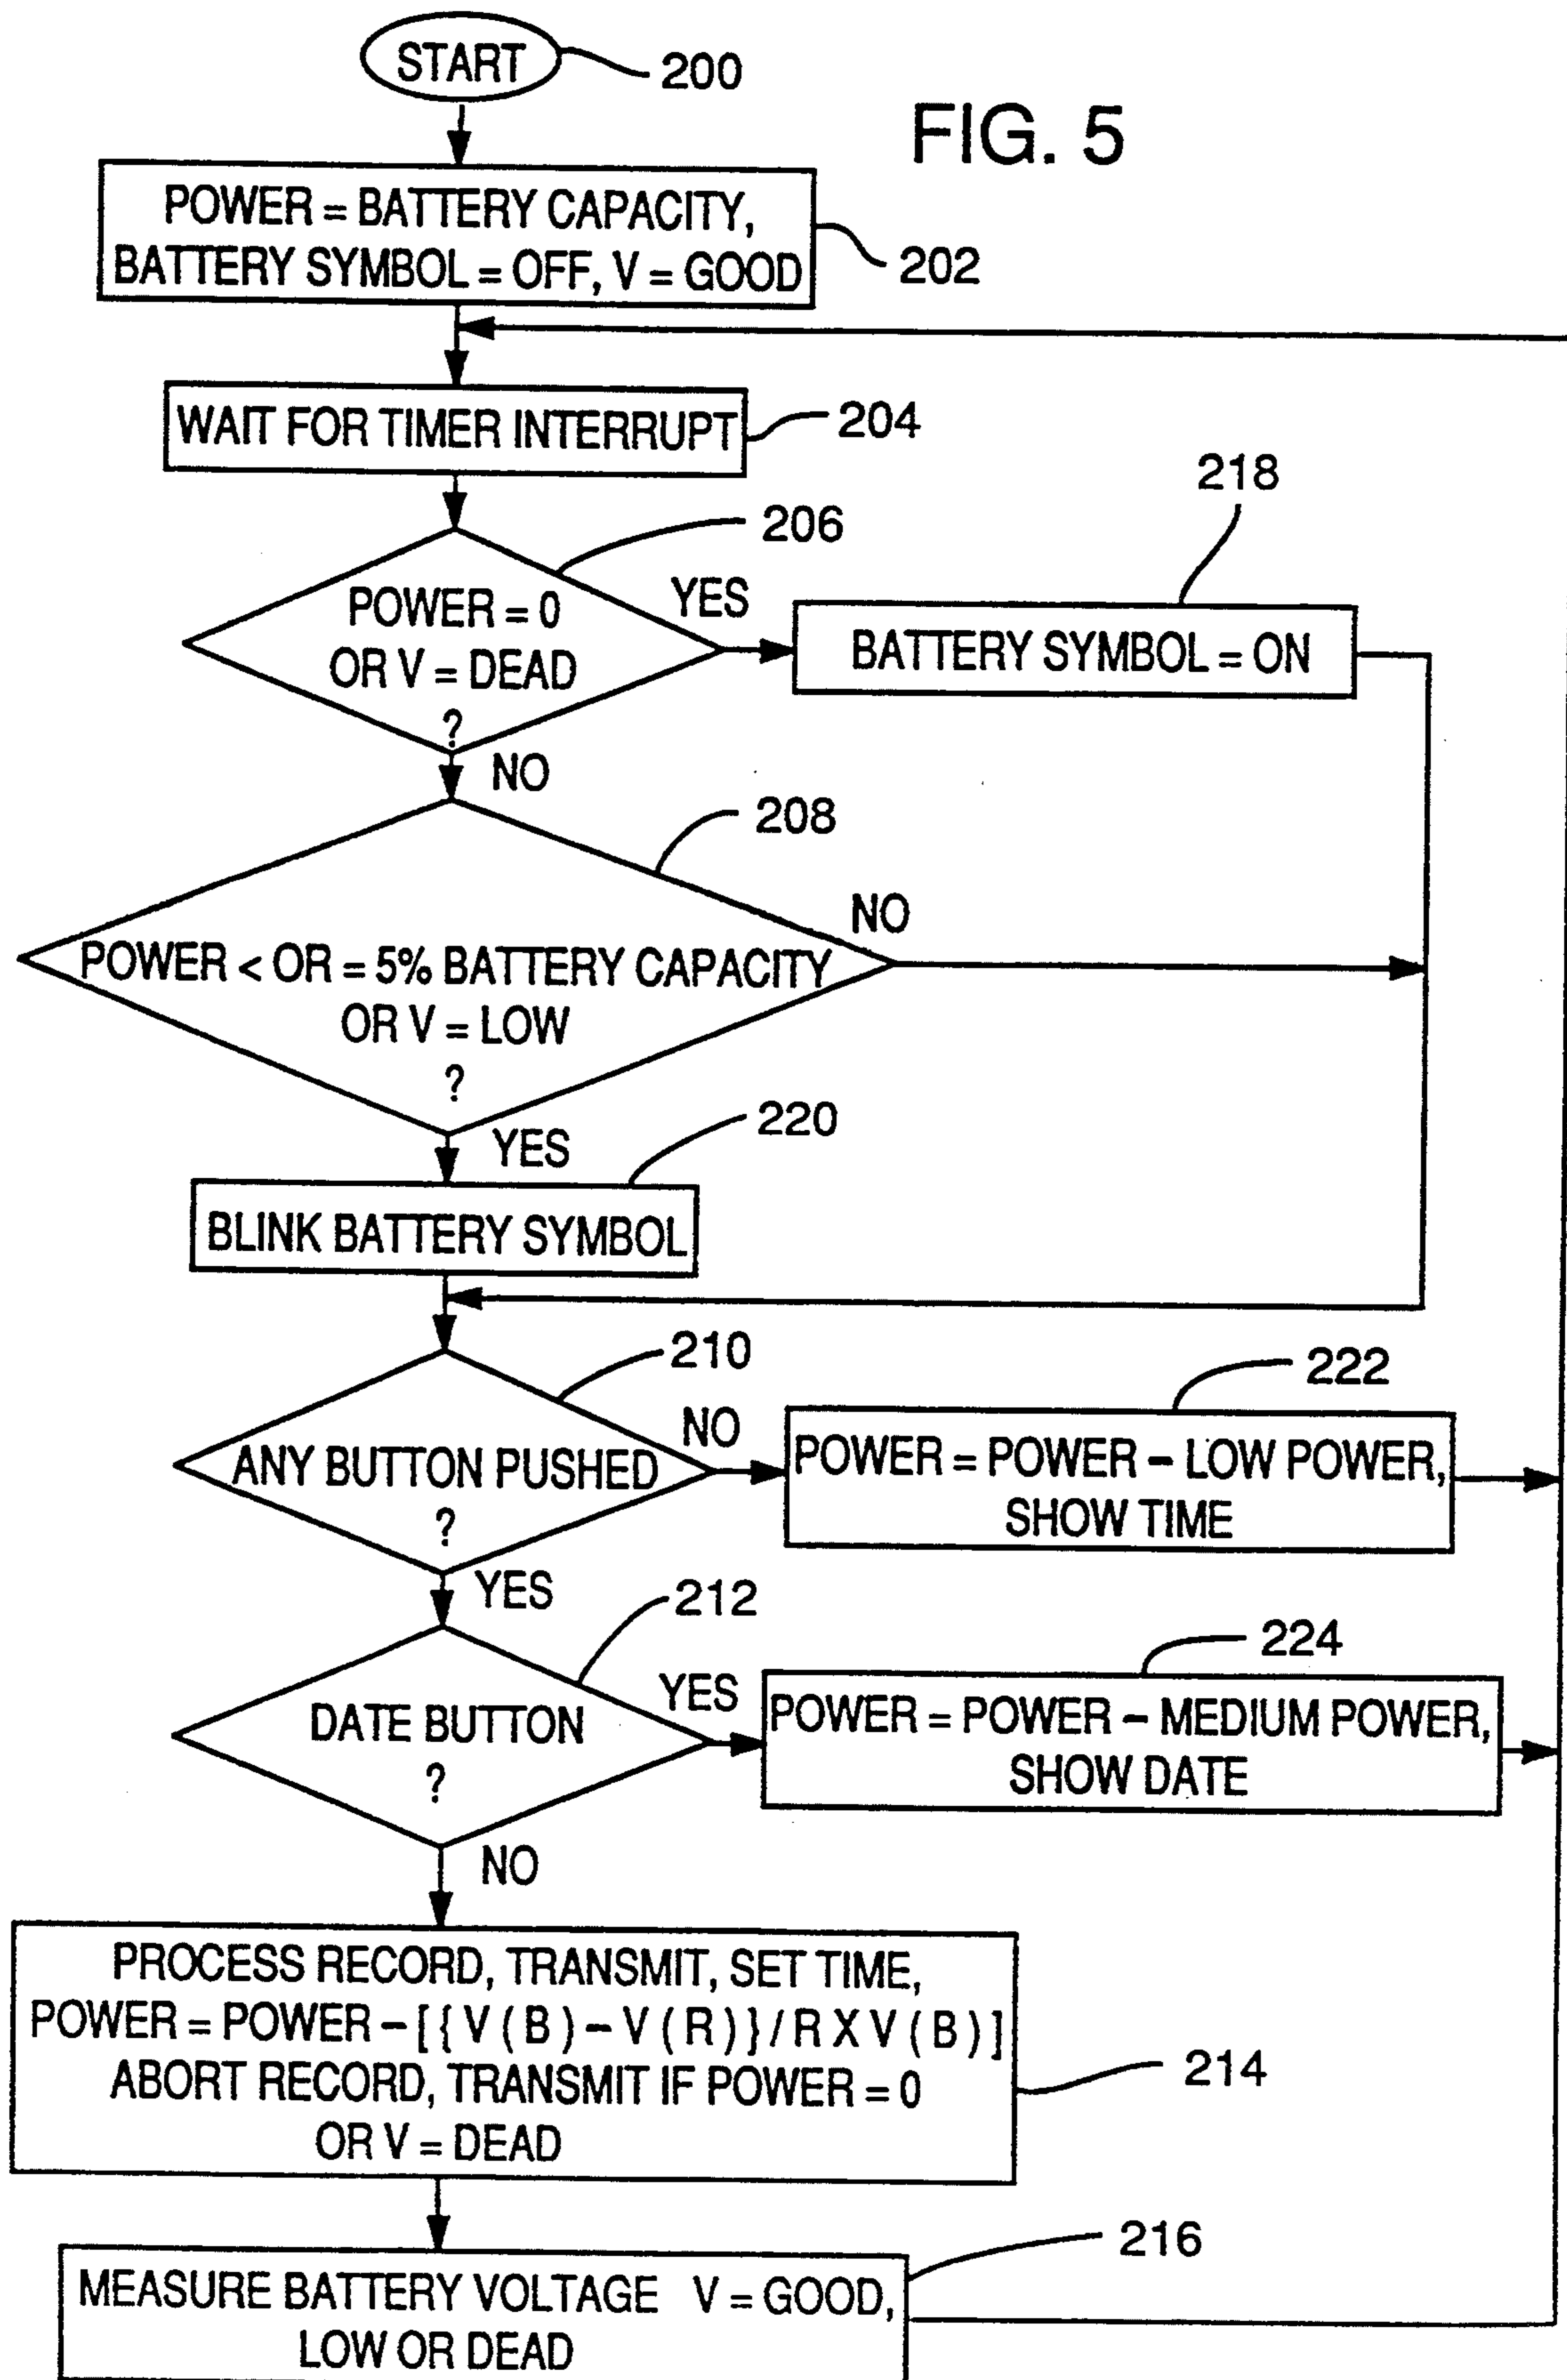 START
200
FIG. 5
POWER = BATTERY CAPACITY,
BATTERY SYMBOL = OFF, V = GOOD
202
WAIT FOR TIMER INTERRUPT
204
206
POWER = 0
OR V = DEAD
?
YES
218
BATTERY SYMBOL = ON
NO
208
POWER < OR = 5% BATTERY CAPACITY
OR V = LOW
?
NO
YES
220
BLINK BATTERY SYMBOL
210
ANY BUTTON PUSHED
?
NO
222
POWER = POWER – LOW POWER,
SHOW TIME
YES
212
DATE BUTTON
?
YES
224
POWER = POWER – MEDIUM POWER,
SHOW DATE
NO
PROCESS RECORD, TRANSMIT, SET TIME,
POWER = POWER – [ { V ( B ) – V ( R ) } / R X V ( B ) ]
ABORT RECORD, TRANSMIT IF POWER = 0
OR V = DEAD
214
MEASURE BATTERY VOLTAGE V = GOOD,
LOW OR DEAD
216